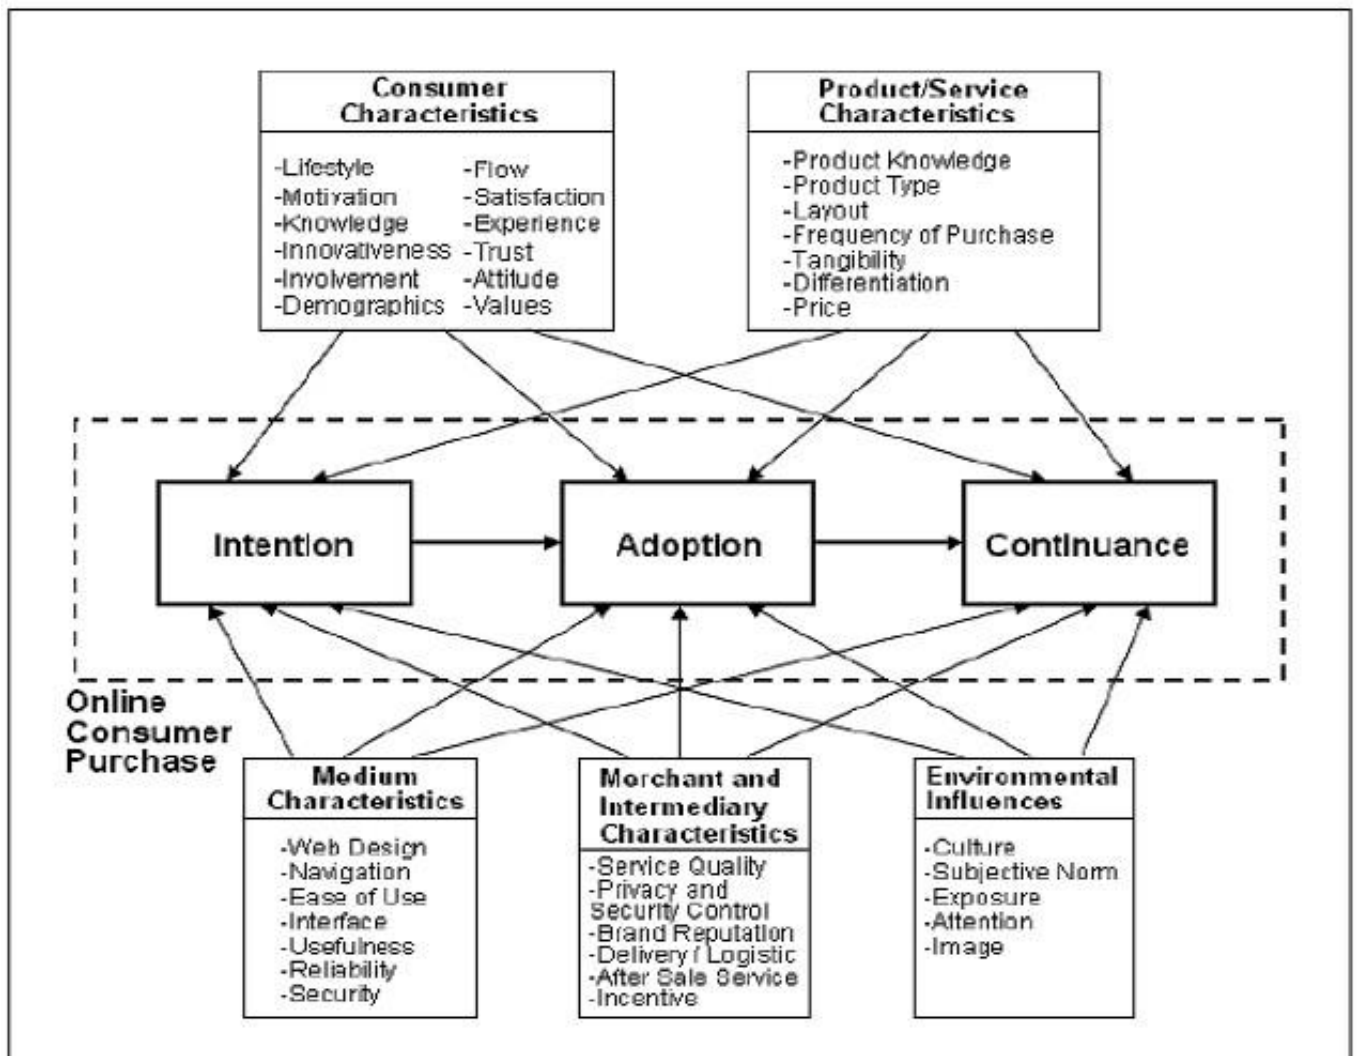 Consumer
Characteristics
-Lifestyle
-Motivation
-Knowledge
-Innovativeness
-Involvement
-Demographics
-Flow
-Satisfaction
-Experience
-Trust
-Attitude
-Values
Product/Service
Characteristics
-Product Knowledge
-Product Type
-Layout
-Frequency of Purchase
-Tangibility
-Differentiation
-Price
Intention
Adoption
Continuance
Online
Consumer
Purchase
Medium
Characteristics
-Web Design
-Navigation
-Ease of Use
-Interface
-Usefulness
-Reliability
-Security
Merchant and
Intermediary
Characteristics
-Service Quality
-Privacy and
Security Control
-Brand Reputation
-Delivery / Logistic
-After Sale Service
-Incentive
Environmental
Influences
-Culture
-Subjective Norm
-Exposure
-Attention
-Image